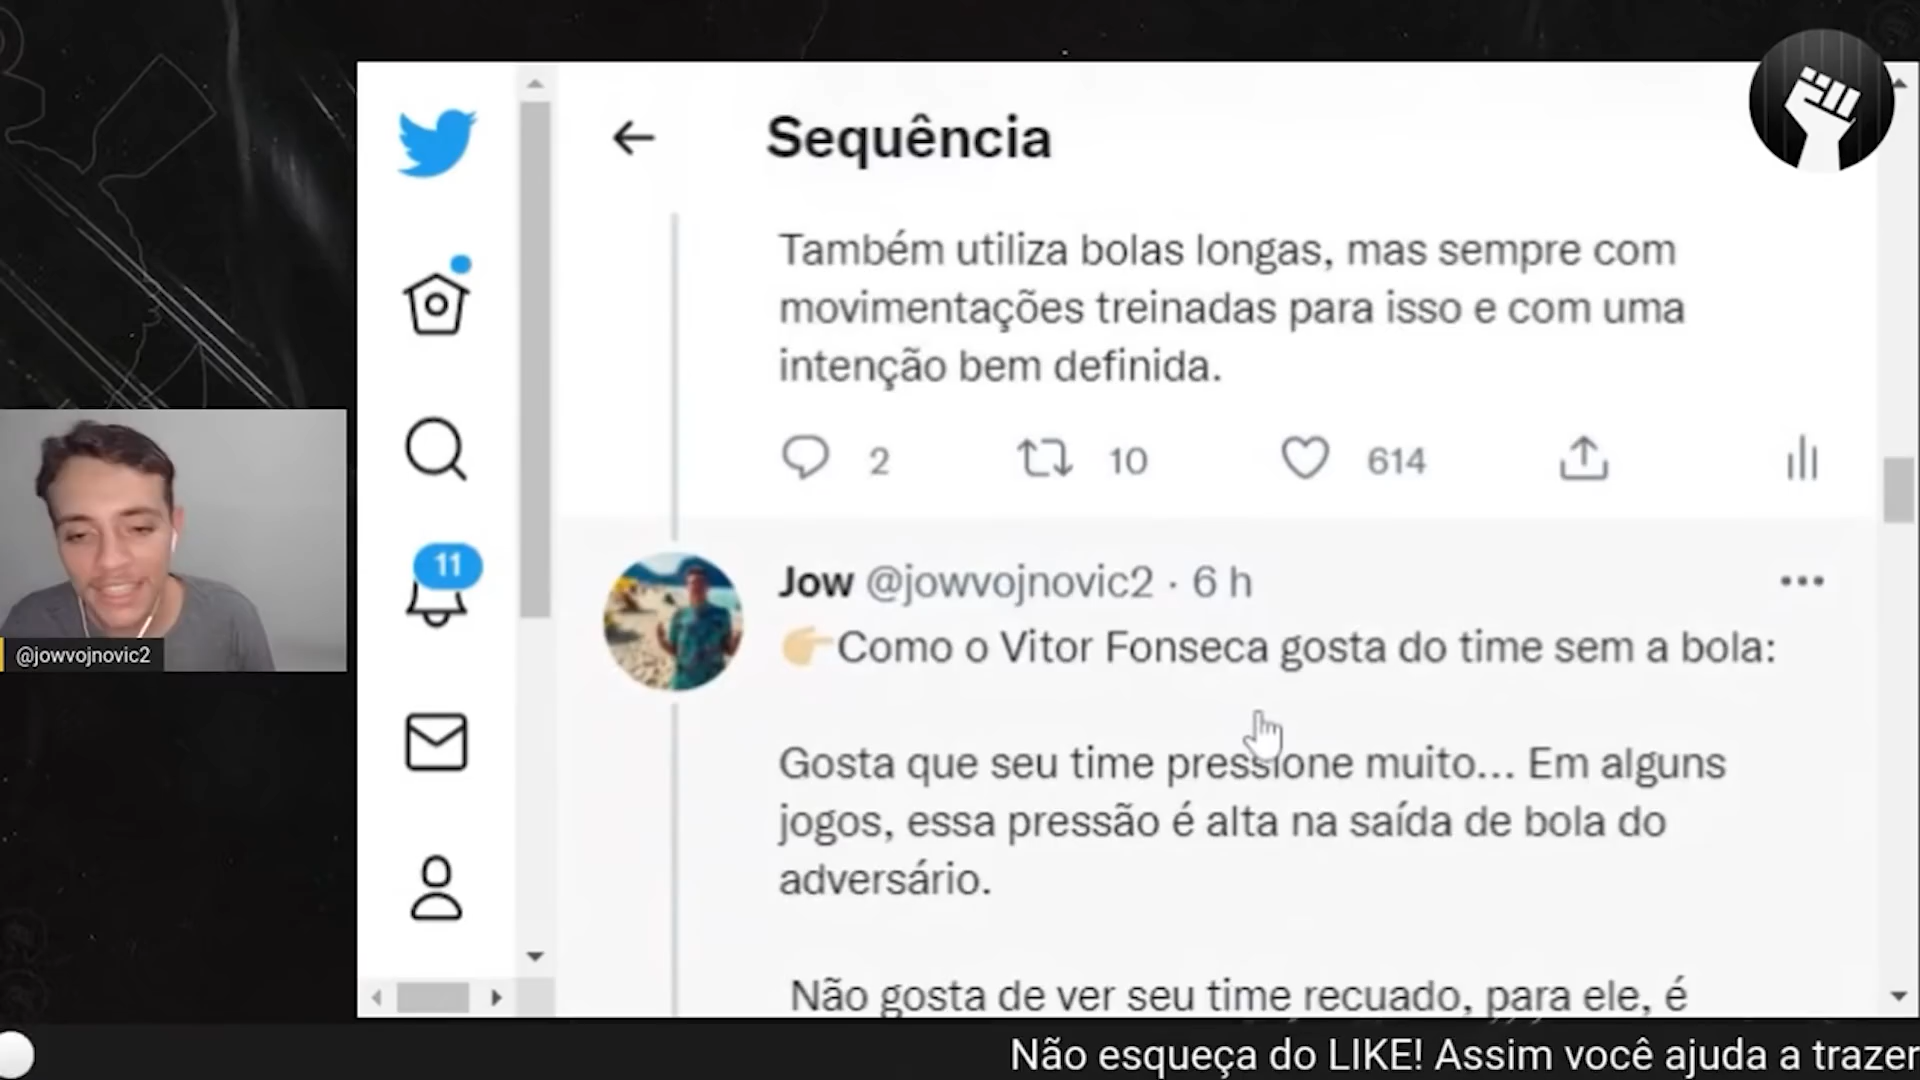 Sequência
Também utiliza bolas longas, mas sempre com
movimentações treinadas para isso e com uma
intenção bem definida.
2 10 614
11
Jow @jowvojnovic2 · 6 h
👉Como o Vitor Fonseca gosta do time sem a bola:
@jowvojnovic2
Gosta que seu time pressione muito... Em alguns
jogos, essa pressão é alta na saída de bola do
adversário.
Não gosta de ver seu time recuado, para ele, é
Não esqueça do LIKE! Assim você ajuda a trazer